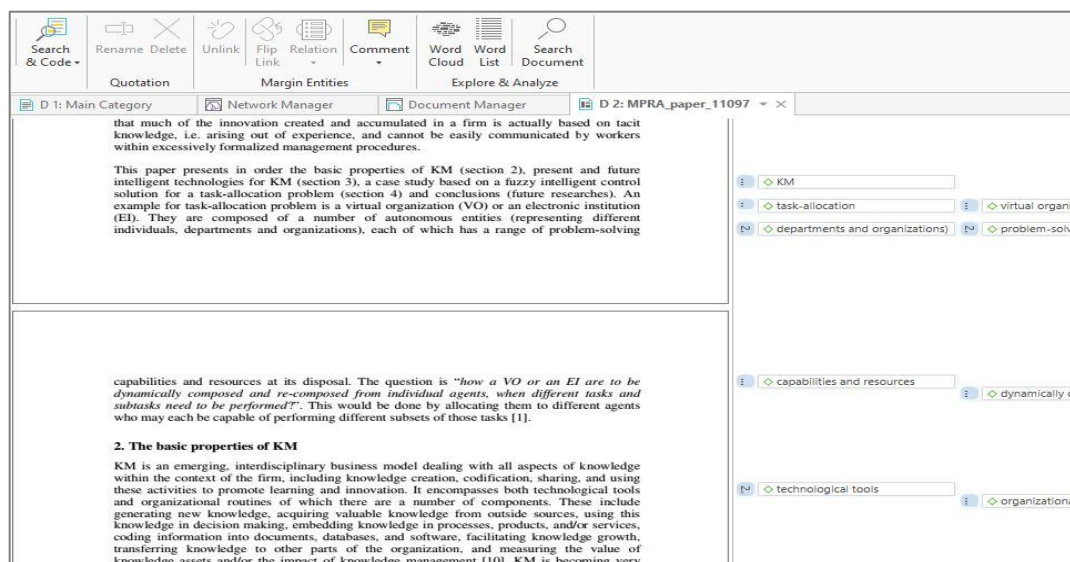 Search & Code
Rename Delete
Unlink
Flip Link
Relation
Comment
Word Cloud
Word List
Search Document
Quotation
Margin Entities
Explore & Analyze
D 1: Main Category
Network Manager
Document Manager
D 2: MPRA_paper_11097
that much of the innovation created and accumulated in a firm is actually based on tacit
knowledge, i.e. arising out of experience, and cannot be easily communicated by workers
within excessively formalized management procedures.
This paper presents in order the basic properties of KM (section 2), present and future
intelligent technologies for KM (section 3), a case study based on a fuzzy intelligent control
solution for a task-allocation problem (section 4) and conclusions (future researches). An
example for task-allocation problem is a virtual organization (VO) or an electronic institution
(EI). They are composed of a number of autonomous entities (representing different
individuals, departments and organizations), each of which has a range of problem-solving
KM
task-allocation
virtual organi
departments and organizations)
problem-solv
capabilities and resources at its disposal. The question is “how a VO or an EI are to be
dynamically composed and re-composed from individual agents, when different tasks and
subtasks need to be performed?”. This would be done by allocating them to different agents
who may each be capable of performing different subsets of those tasks [1].
capabilities and resources
dynamically
2. The basic properties of KM
KM is an emerging, interdisciplinary business model dealing with all aspects of knowledge
within the context of the firm, including knowledge creation, codification, sharing, and using
these activities to promote learning and innovation. It encompasses both technological tools
and organizational routines of which there are a number of components. These include
generating new knowledge, acquiring valuable knowledge from outside sources, using this
knowledge in decision making, embedding knowledge in processes, products, and/or services,
coding information into documents, databases, and software, facilitating knowledge growth,
transferring knowledge to other parts of the organization, and measuring the value of
knowledge assets and/or the impact of knowledge management [10]. KM is becoming very
technological tools
organizationa